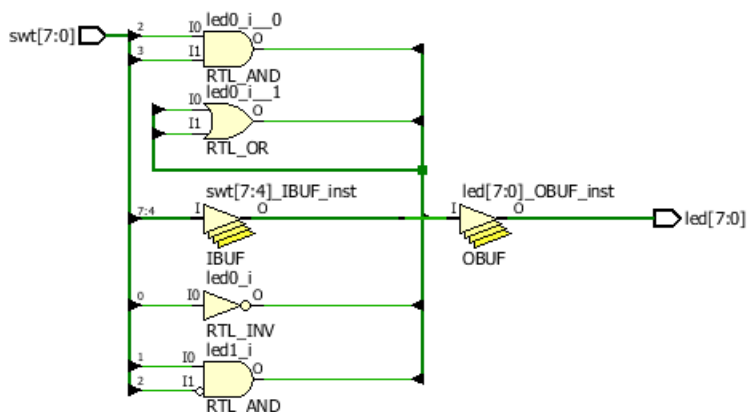 swt[7:0]
led0_i__0
2
I0
O
3
I1
RTL_AND
led0_i__1
I0
O
I1
RTL_OR
swt[7:4]_IBUF_inst
7:4
I
O
IBUF
led[7:0]_OBUF_inst
I
O
OBUF
led[7:0]
led0_i
0
I0
O
RTL_INV
led1_i
1
I0
O
2
I1
RTL_AND